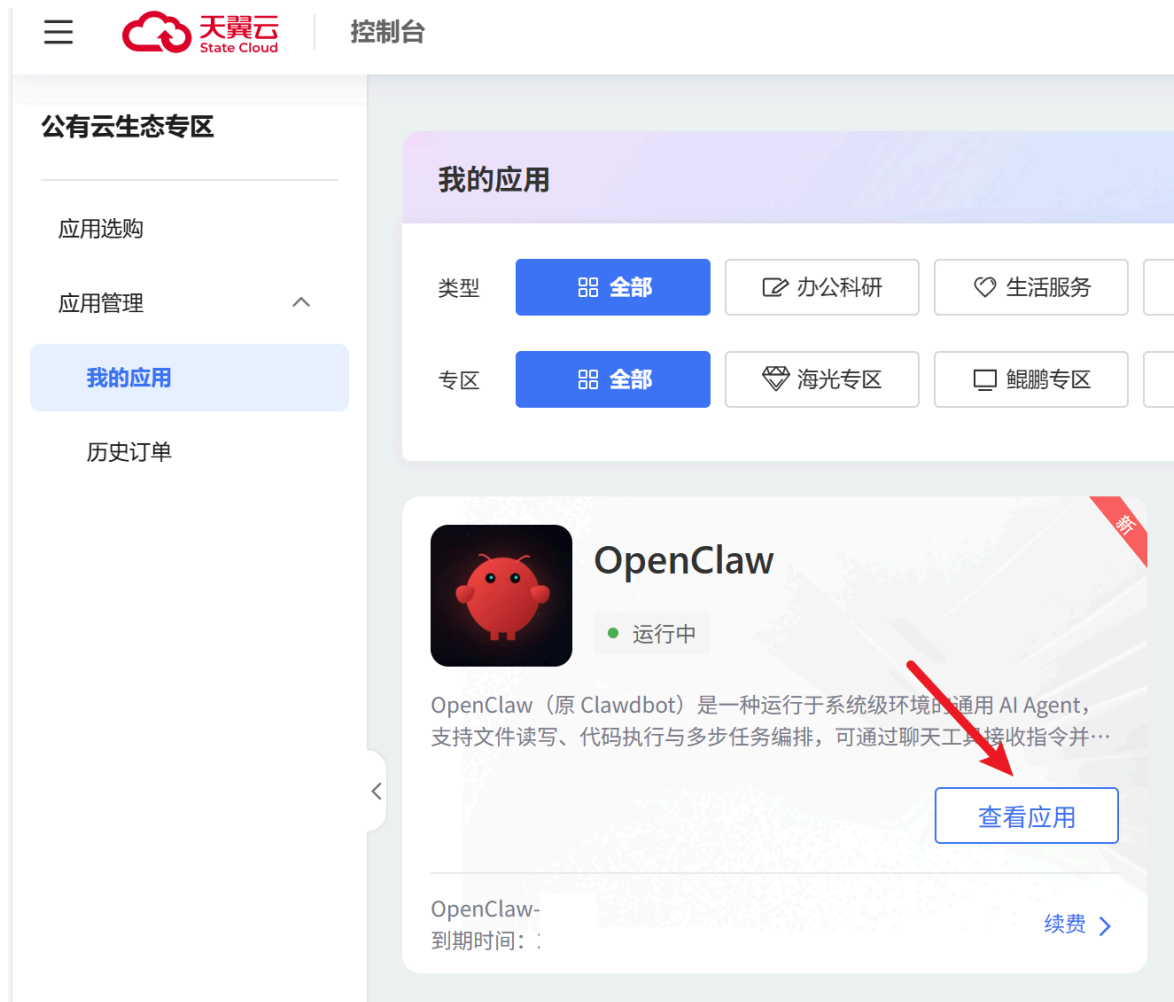 天翼云
State Cloud
控制台
公有云生态专区
应用选购
应用管理
我的应用
历史订单
我的应用
类型
全部
办公科研
生活服务
专区
全部
海光专区
鲲鹏专区
新
OpenClaw
运行中
OpenClaw（原 Clawdbot）是一种运行于系统级环境的通用 AI Agent，
支持文件读写、代码执行与多步任务编排，可通过聊天工具接收指令并…
查看应用
OpenClaw-
到期时间：
续费